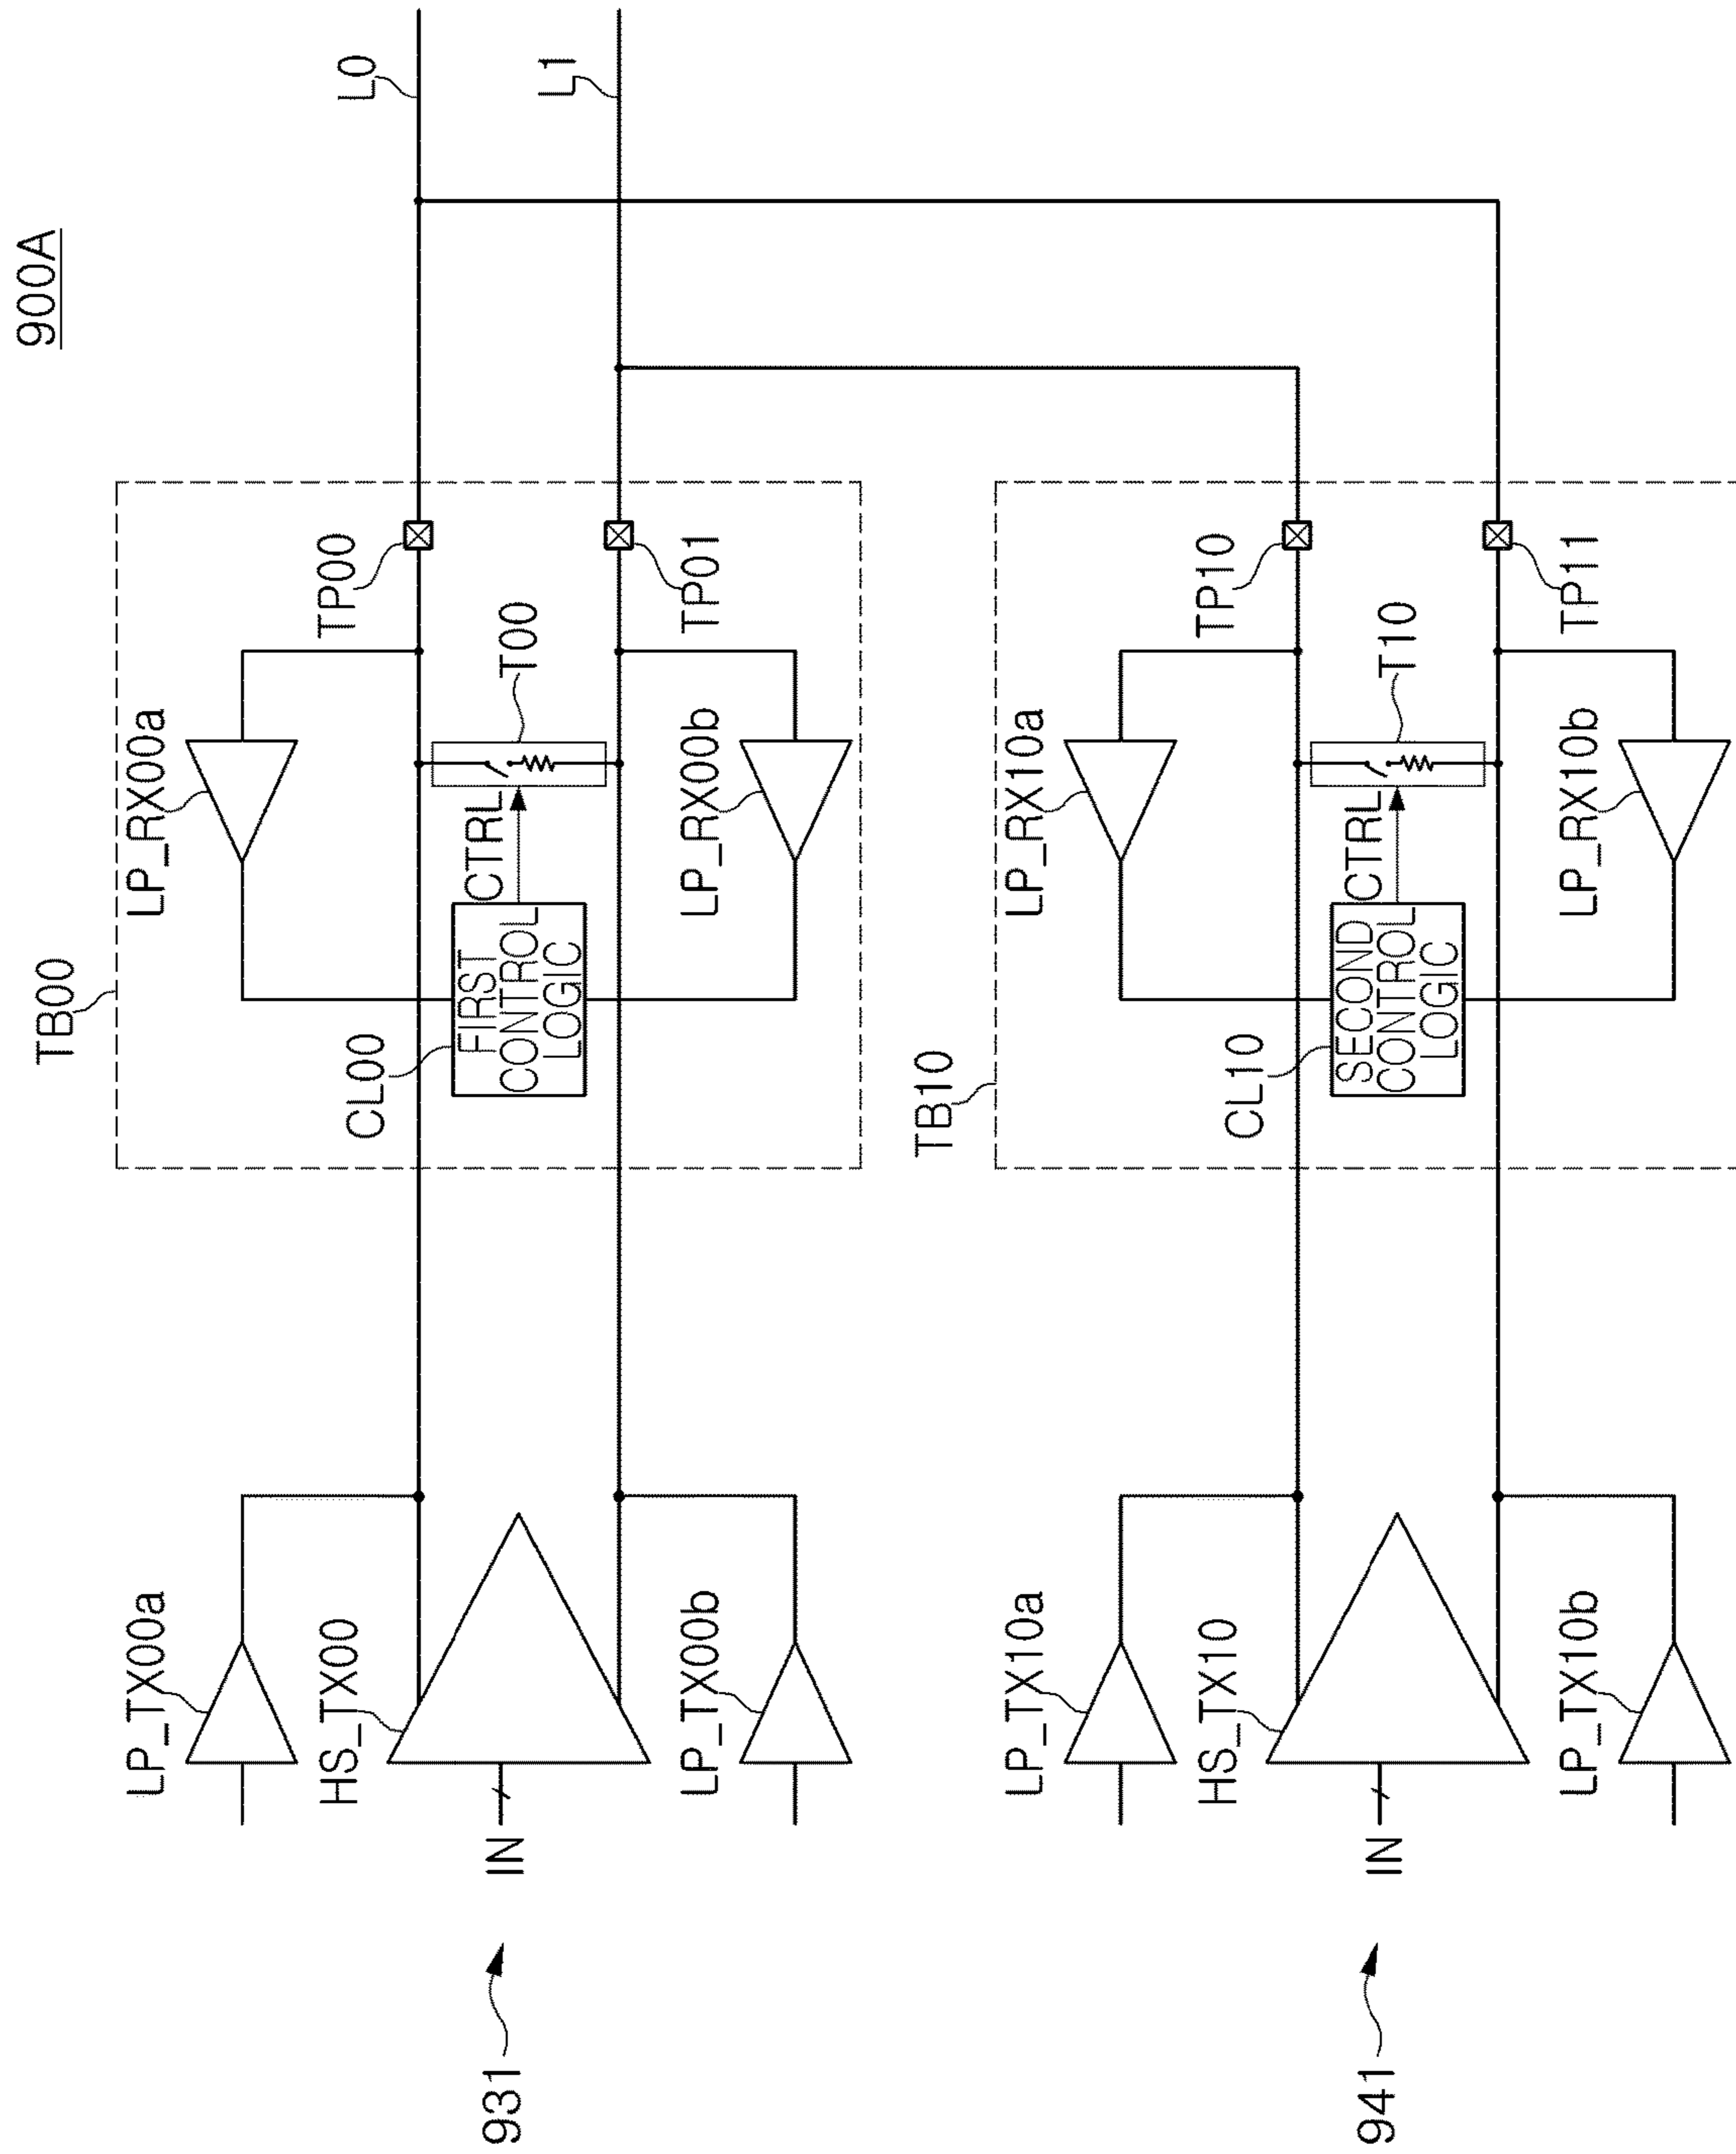 900A
L0
L1
TB00
LP_RX00a
TP00
T00
CTRL
CL00
FIRST
CONTROL
LOGIC
TP01
LP_RX00b
LP_TX00a
HS_TX00
IN
LP_TX00b
931
TB10
LP_RX10a
TP10
T10
CTRL
CL10
SECOND
CONTROL
LOGIC
TP11
LP_RX10b
LP_TX10a
HS_TX10
IN
LP_TX10b
941